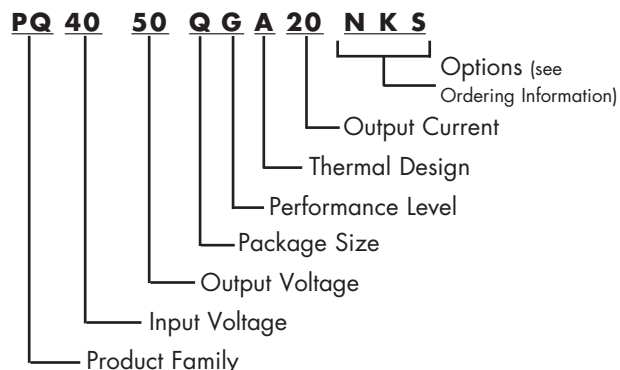 PQ 40 50 Q G A 20 N K S
Options (see
Ordering Information)
Output Current
Thermal Design
Performance Level
Package Size
Output Voltage
Input Voltage
Product Family